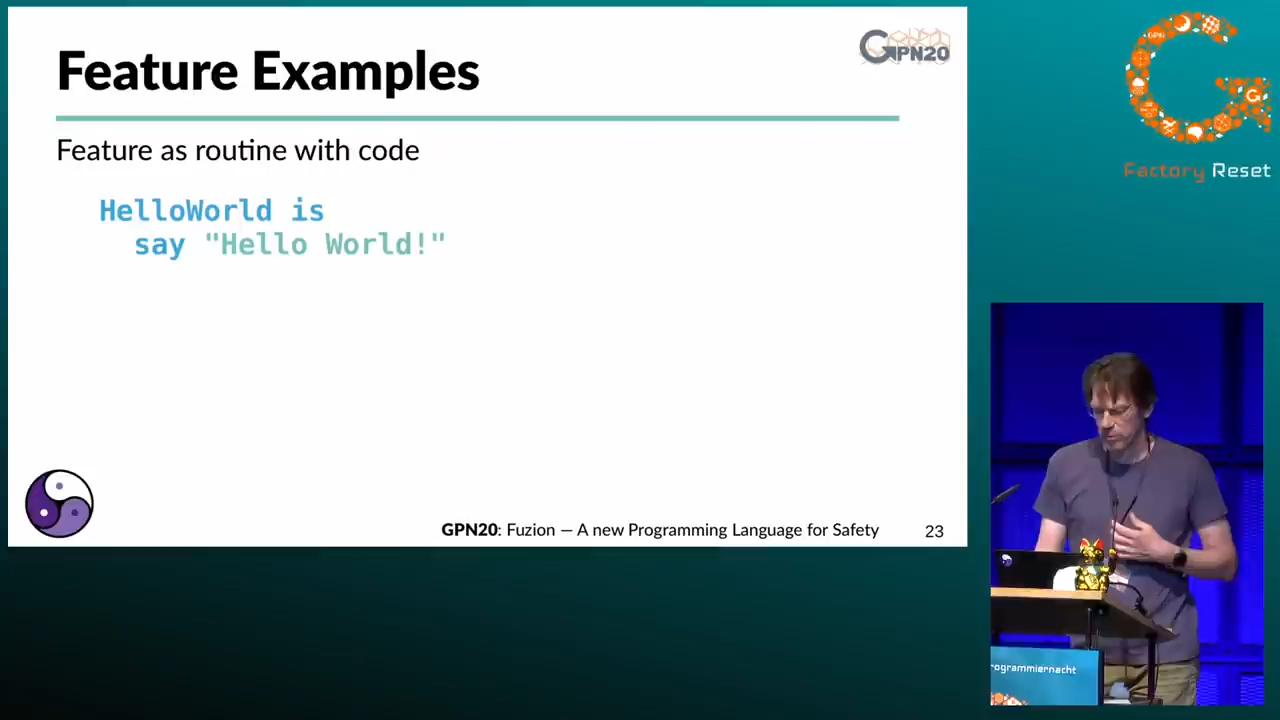 Feature Examples
GPN20
Feature as routine with code
HelloWorld is
say "Hello World!"
GPN20: Fuzion — A new Programming Language for Safety
23
Factory Reset
rogrammiernacht